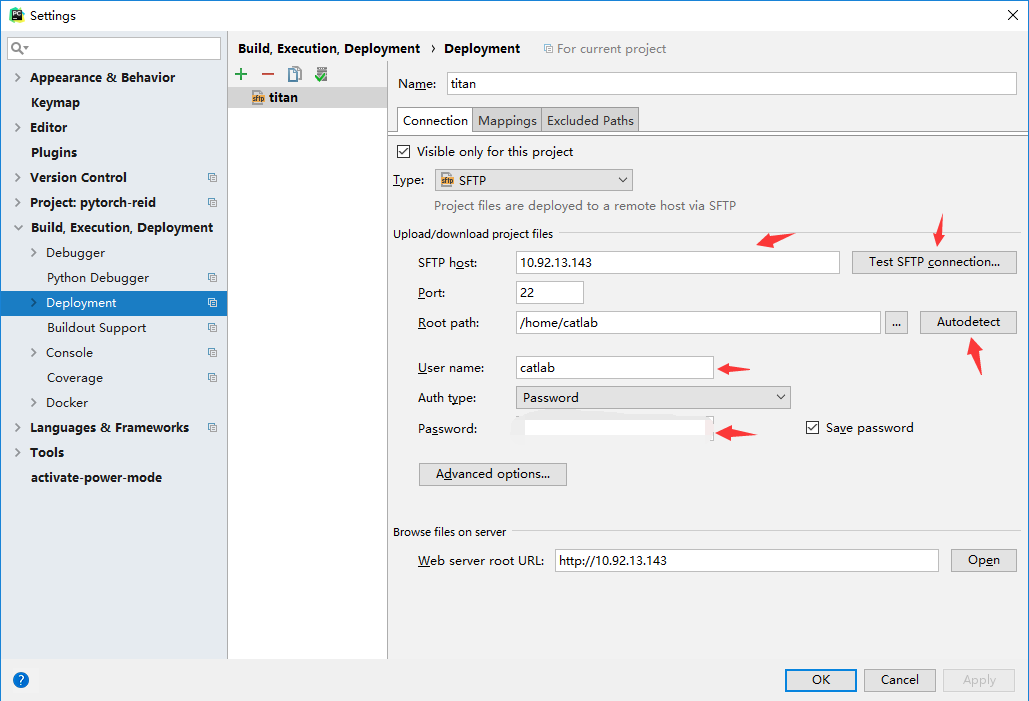 Settings
Build, Execution, Deployment › Deployment For current project
Appearance & Behavior
Keymap
Editor
Plugins
Version Control
Project: pytorch-reid
Build, Execution, Deployment
Debugger
Python Debugger
Deployment
Buildout Support
Console
Coverage
Docker
Languages & Frameworks
Tools
activate-power-mode
titan
Name: titan
Connection Mappings Excluded Paths
Visible only for this project
Type: SFTP
Project files are deployed to a remote host via SFTP
Upload/download project files
SFTP host: 10.92.13.143 Test SFTP connection...
Port: 22
Root path: /home/catlab ... Autodetect
User name: catlab
Auth type: Password
Password: Save password
Advanced options...
Browse files on server
Web server root URL: http://10.92.13.143 Open
? OK Cancel Apply